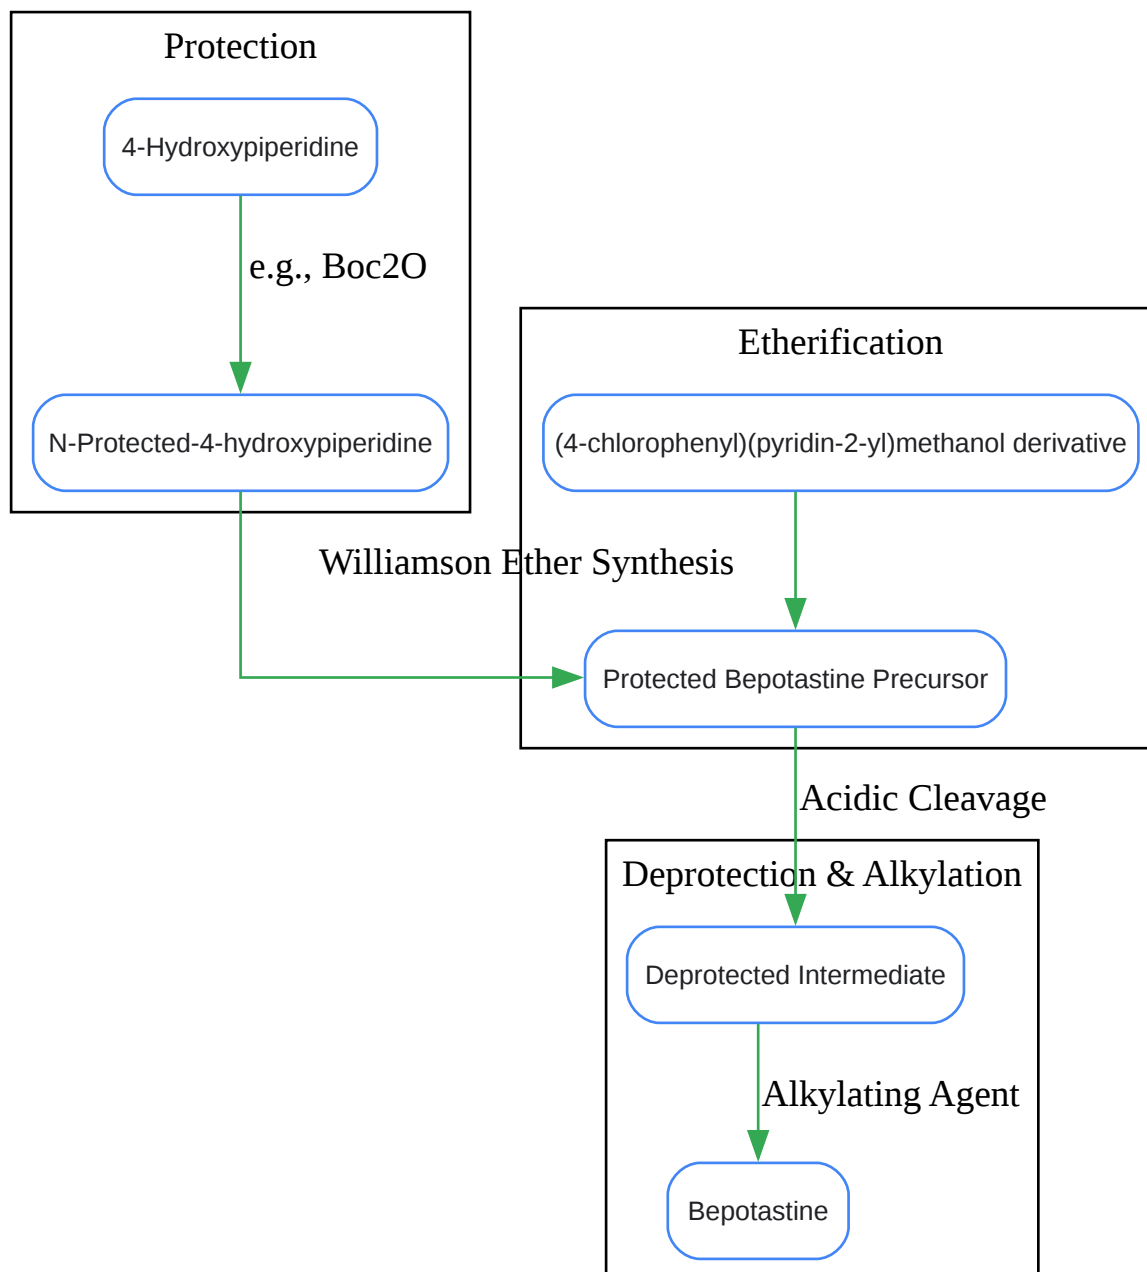 Protection
4-Hydroxypiperidine
e.g., Boc2O
N-Protected-4-hydroxypiperidine
Etherification
(4-chlorophenyl)(pyridin-2-yl)methanol derivative
Williamson Ether Synthesis
Protected Bepotastine Precursor
Acidic Cleavage
Deprotection & Alkylation
Deprotected Intermediate
Alkylating Agent
Bepotastine